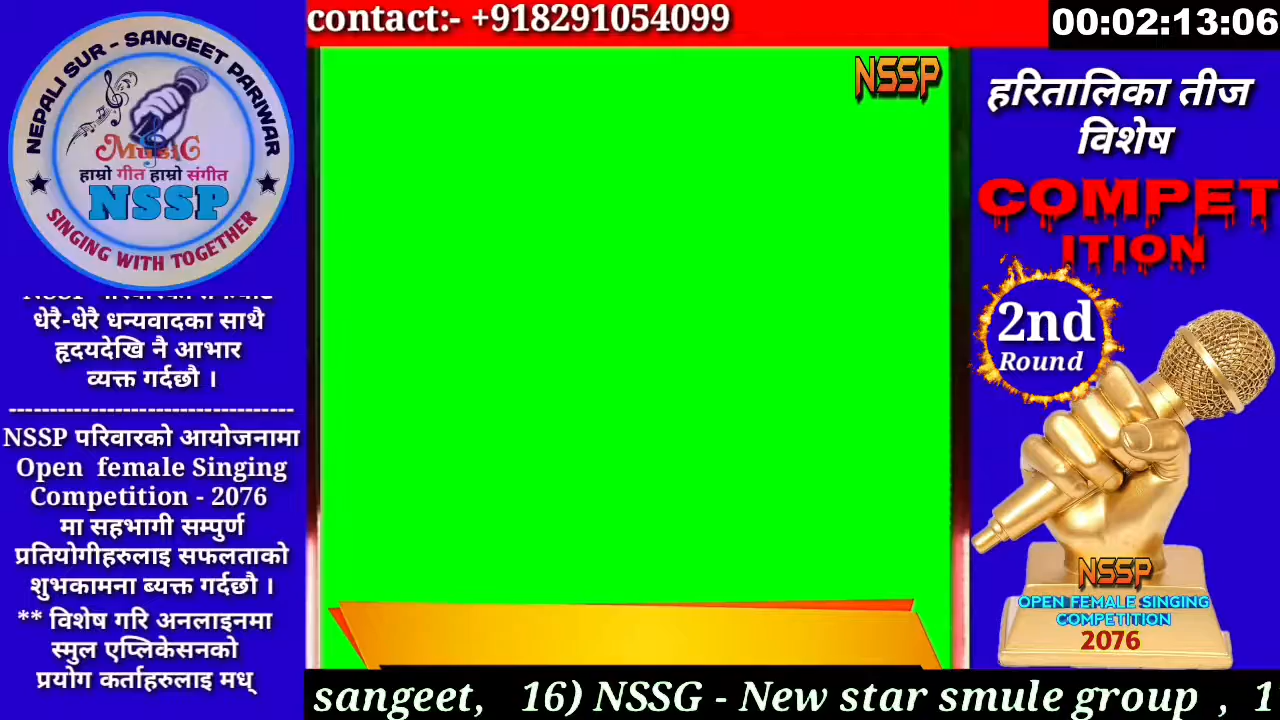 contact:- +918291054099
00:02:13:06
NEPALI SUR - SANGEET PARIWAR
MusiC
हाम्रो गीत हाम्रो संगीत
NSSP
SINGING WITH TOGETHER
धेरै-धेरै धन्यवादका साथै
हृदयदेखि नै आभार
व्यक्त गर्दछौ ।
-----------------------------------
NSSP परिवारको आयोजनामा
Open female Singing
Competition - 2076
मा सहभागी सम्पुर्ण
प्रतियोगीहरुलाइ सफलताको
शुभकामना ब्यक्त गर्दछौ ।
** विशेष गरि अनलाइनमा
स्मुल एप्लिकेसनको
प्रयोग कर्ताहरुलाइ मध्
NSSP
हरितालिका तीज
विशेष
COMPET
ITION
2nd
Round
NSSP
OPEN FEMALE SINGING
COMPETITION
2076
sangeet, 16) NSSG - New star smule group , 1